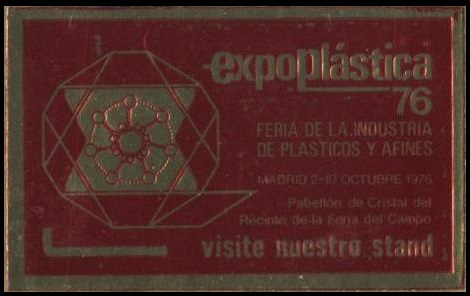 expoplástica
76
FERIA DE LA INDUSTRIA
DE PLASTICOS Y AFINES
MADRID 2-10 OCTUBRE 1976
Pabellón de Cristal del
Recinto de la Feria del Campo
visite nuestro stand